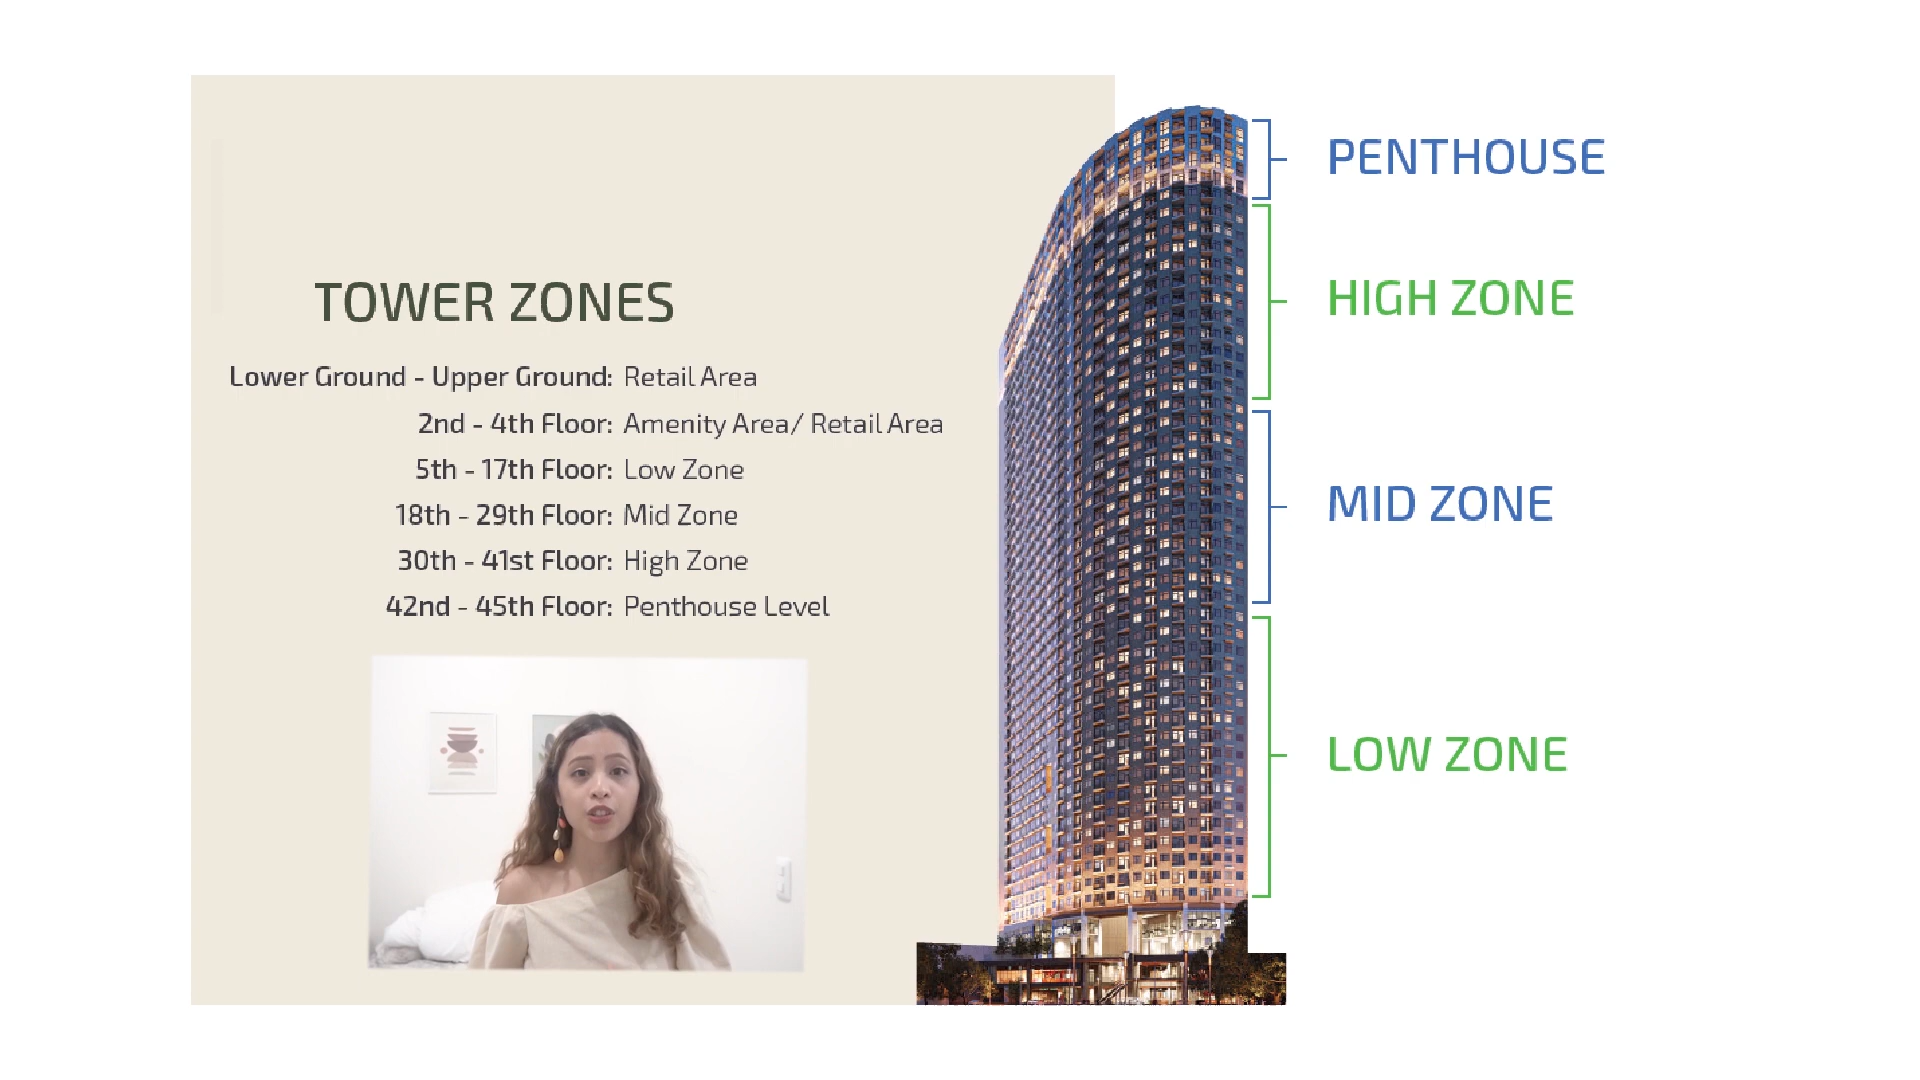 TOWER ZONES
Lower Ground - Upper Ground: Retail Area
2nd - 4th Floor: Amenity Area/ Retail Area
5th - 17th Floor: Low Zone
18th - 29th Floor: Mid Zone
30th - 41st Floor: High Zone
42nd - 45th Floor: Penthouse Level
PENTHOUSE
HIGH ZONE
MID ZONE
LOW ZONE